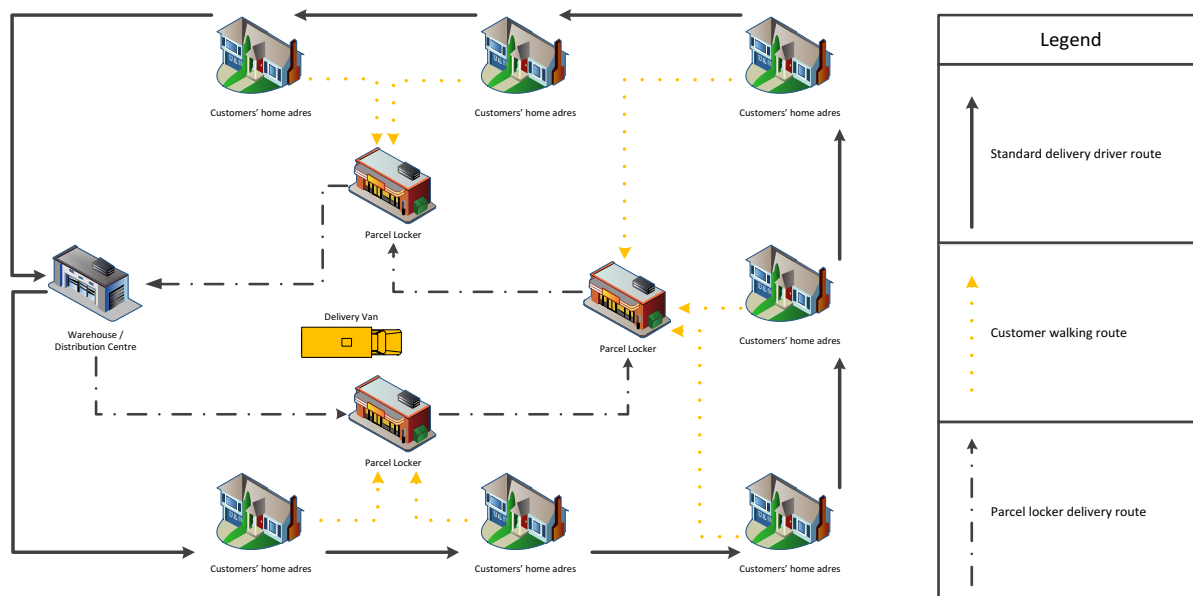 Customers' home adres
Customers' home adres
Customers' home adres
Parcel Locker
Warehouse /
Distribution Centre
Delivery Van
Parcel Locker
Customers' home adres
Parcel Locker
Customers' home adres
Customers' home adres
Customers' home adres
Legend
Standard delivery driver route
Customer walking route
Parcel locker delivery route